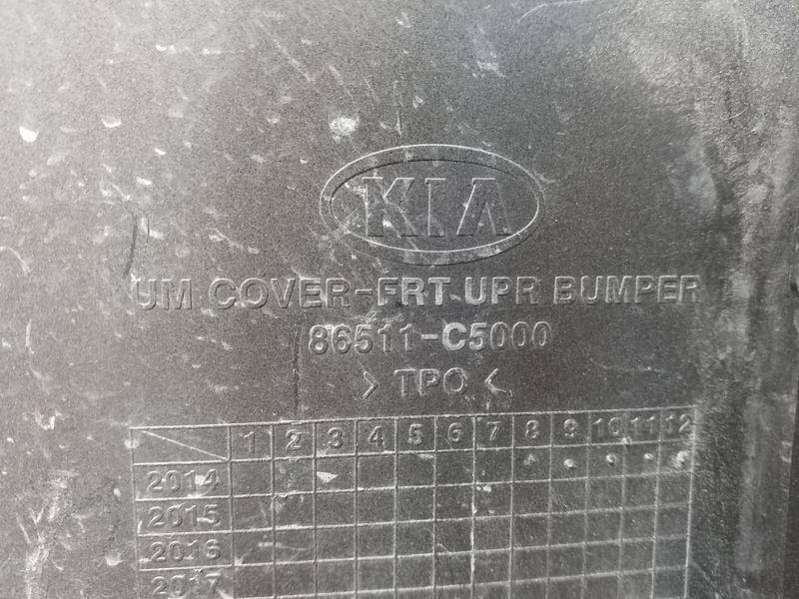 KIA
UM COVER-FRT UPR BUMPER
86511-C5000
> TPO <
1 2 3 4 5 6 7 8 9 10 11 12
2014
2015
2016
2017